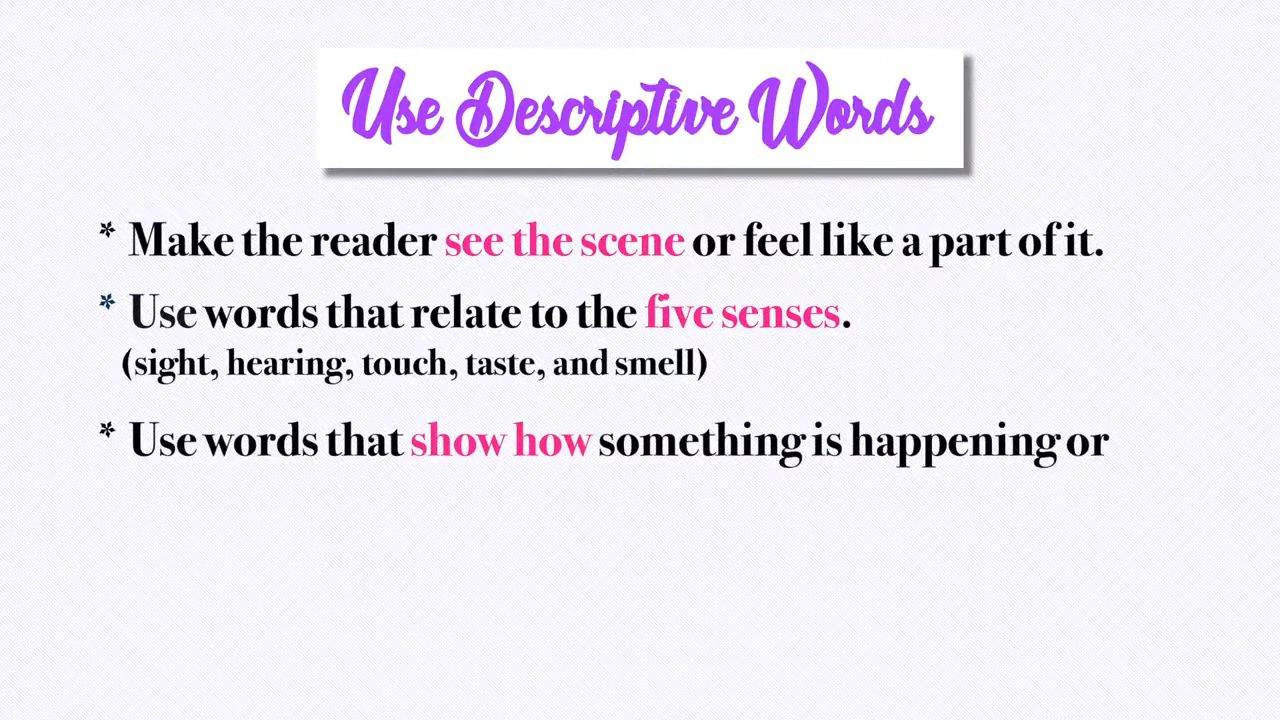 Use Descriptive Words
* Make the reader see the scene or feel like a part of it.
* Use words that relate to the five senses.
(sight, hearing, touch, taste, and smell)
* Use words that show how something is happening or